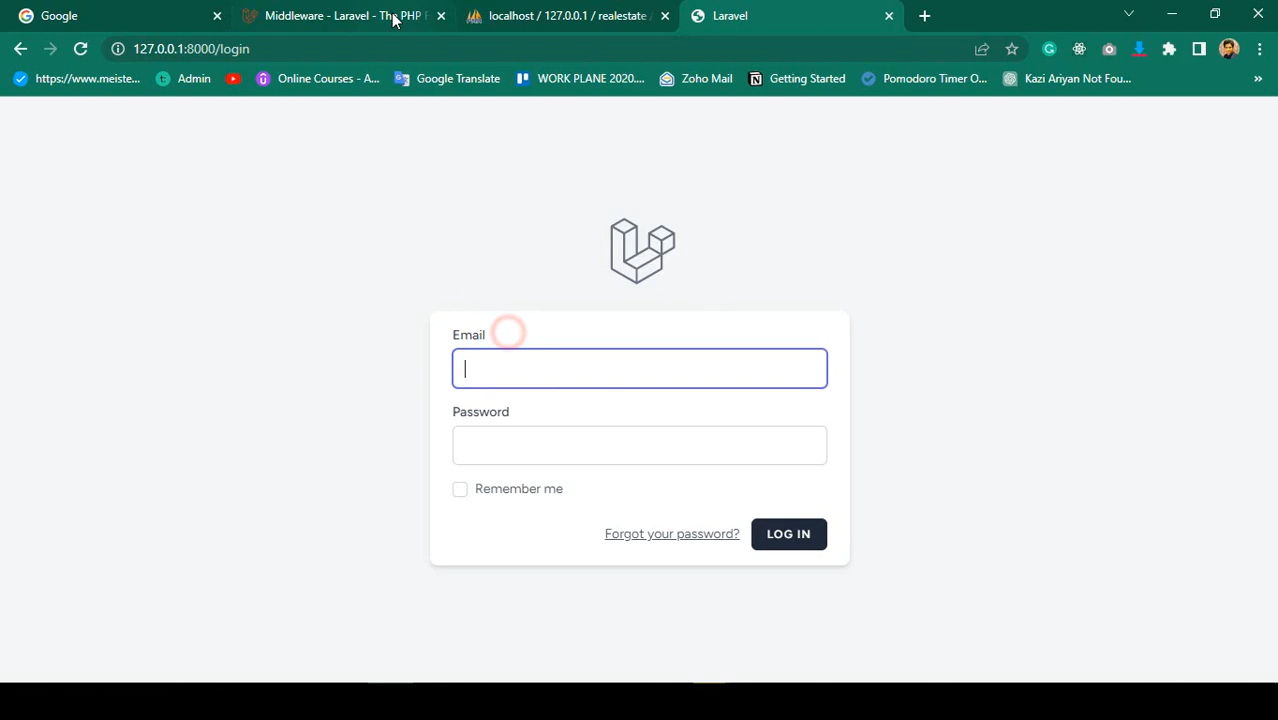 Google
Middleware - Laravel - The PHP F
localhost / 127.0.0.1 / realestate /
Laravel
127.0.0.1:8000/login
https://www.meiste...
Admin
Online Courses - A...
Google Translate
WORK PLANE 2020....
Zoho Mail
Getting Started
Pomodoro Timer O...
Kazi Ariyan Not Fou...
»
Email
Password
Remember me
Forgot your password?
LOG IN